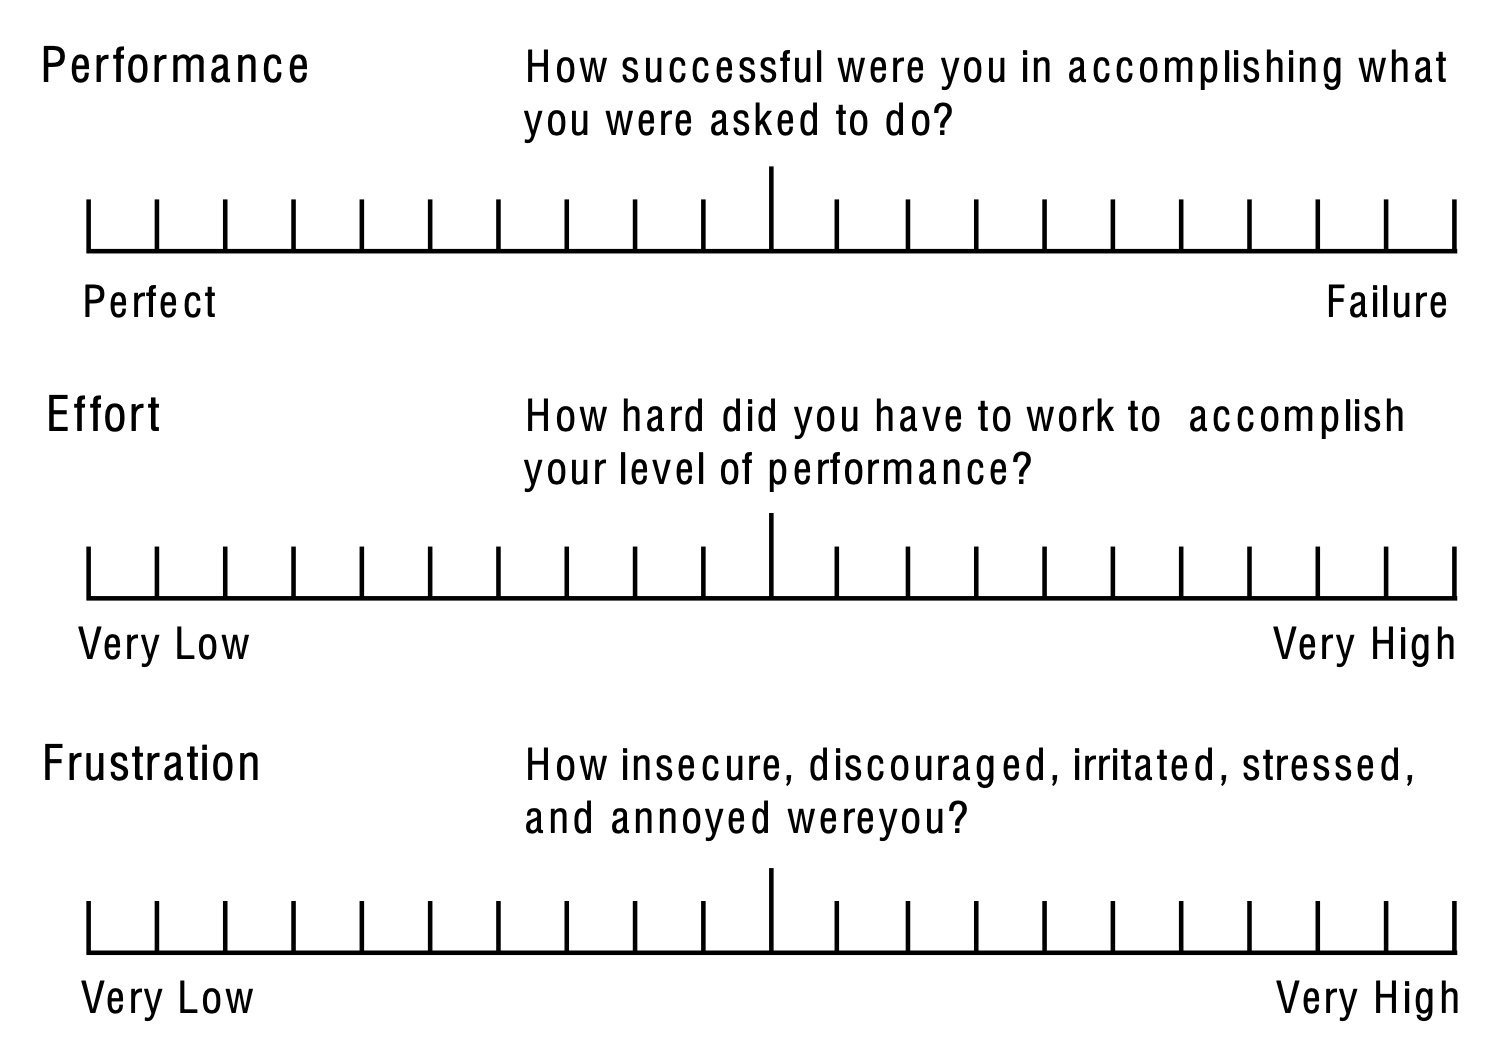 Performance How successful were you in accomplishing what
you were asked to do?
Perfect Failure
Effort How hard did you have to work to accomplish
your level of performance?
Very Low Very High
Frustration How insecure, discouraged, irritated, stressed,
and annoyed wereyou?
Very Low Very High